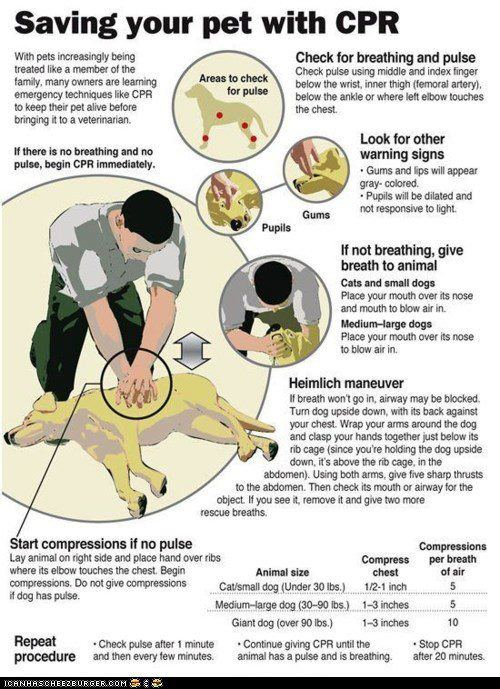 Saving your pet with CPR
With pets increasingly being
treated like a member of the
family, many owners are learning
emergency techniques like CPR
to keep their pet alive before
bringing it to a veterinarian.
If there is no breathing and no
pulse, begin CPR immediately.
Areas to check
for pulse
Check for breathing and pulse
Check pulse using middle and index finger
below the wrist, inner thigh (femoral artery),
below the ankle or where left elbow touches
the chest.
Look for other
warning signs
• Gums and lips will appear
gray- colored.
• Pupils will be dilated and
not responsive to light.
Pupils
Gums
If not breathing, give
breath to animal
Cats and small dogs
Place your mouth over its nose
and mouth to blow air in.
Medium–large dogs
Place your mouth over its nose
to blow air in.
Heimlich maneuver
If breath won't go in, airway may be blocked.
Turn dog upside down, with its back against
your chest. Wrap your arms around the dog
and clasp your hands together just below its
rib cage (since you're holding the dog upside
down, it's above the rib cage, in the
abdomen). Using both arms, give five sharp thrusts
to the abdomen. Then check its mouth or airway for the
object. If you see it, remove it and give two more
rescue breaths.
Start compressions if no pulse
Lay animal on right side and place hand over ribs
where its elbow touches the chest. Begin
compressions. Do not give compressions
if dog has pulse.
Animal size
Compress
chest
Compressions
per breath
of air
Cat/small dog (Under 30 lbs.) 1/2-1 inch 5
Medium–large dog (30–90 lbs.) 1–3 inches 5
Giant dog (over 90 lbs.) 1–3 inches 10
Repeat
procedure
• Check pulse after 1 minute
and then every few minutes.
• Continue giving CPR until the
animal has a pulse and is breathing.
• Stop CPR
after 20 minutes.
ICANHASCHEEZBURGER.COM